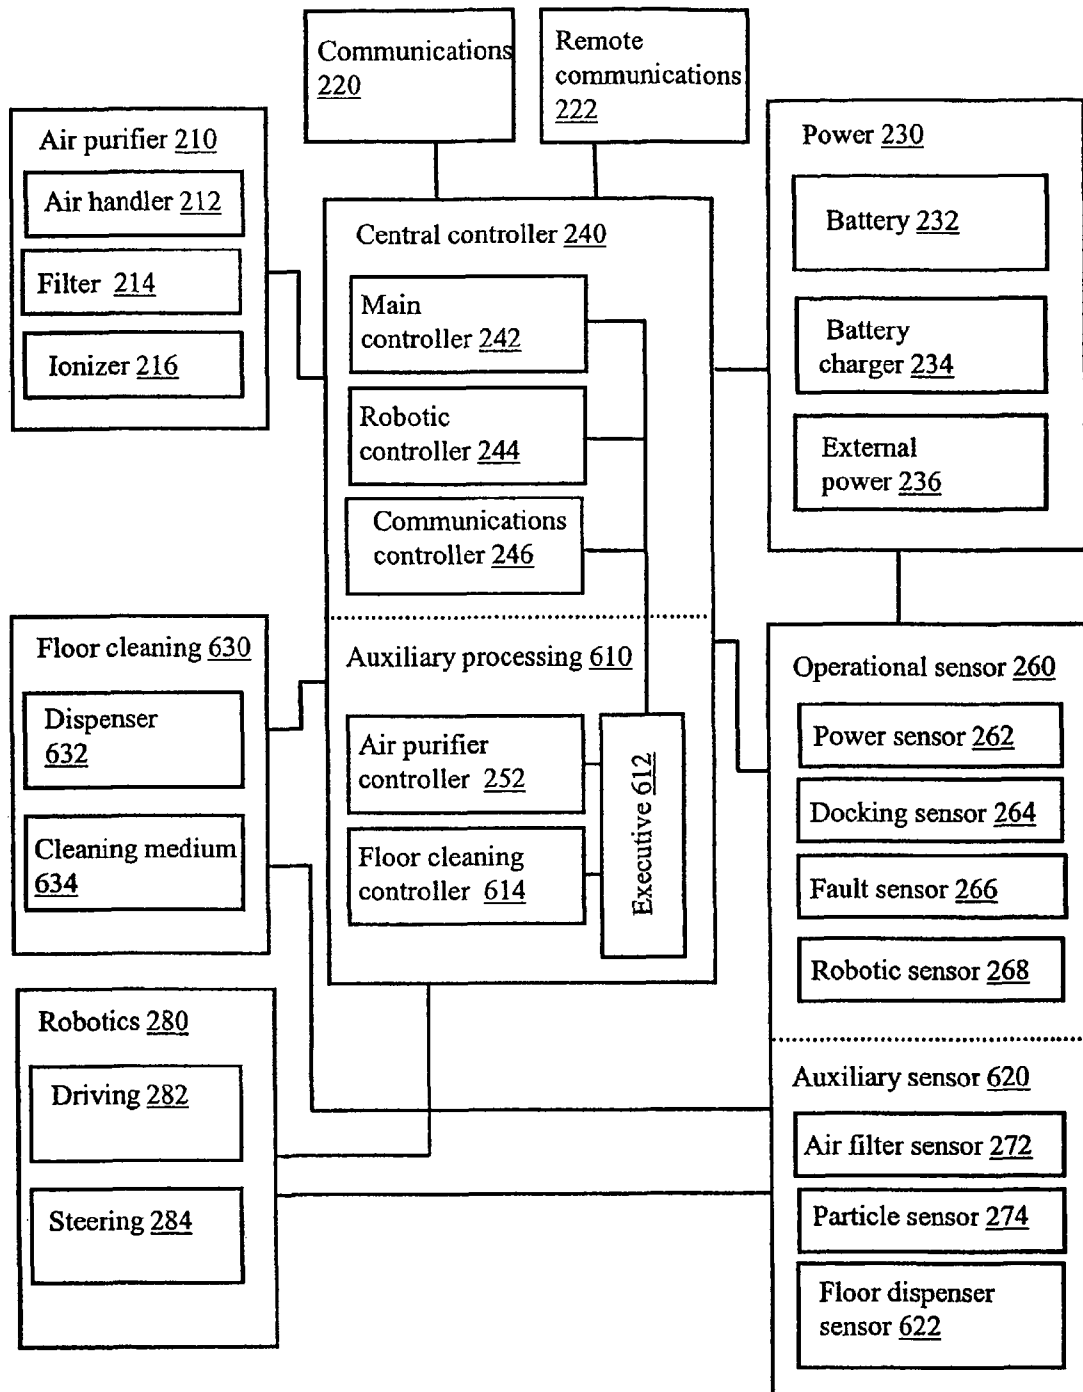 Communications
220
Remote
communications
222
Air purifier 210
Air handler 212
Filter 214
Ionizer 216
Central controller 240
Main
controller 242
Robotic
controller 244
Communications
controller 246
Power 230
Battery 232
Battery
charger 234
External
power 236
Floor cleaning 630
Dispenser
632
Cleaning medium
634
Auxiliary processing 610
Air purifier
controller 252
Floor cleaning
controller 614
Executive 612
Operational sensor 260
Power sensor 262
Docking sensor 264
Fault sensor 266
Robotic sensor 268
Robotics 280
Driving 282
Steering 284
Auxiliary sensor 620
Air filter sensor 272
Particle sensor 274
Floor dispenser
sensor 622